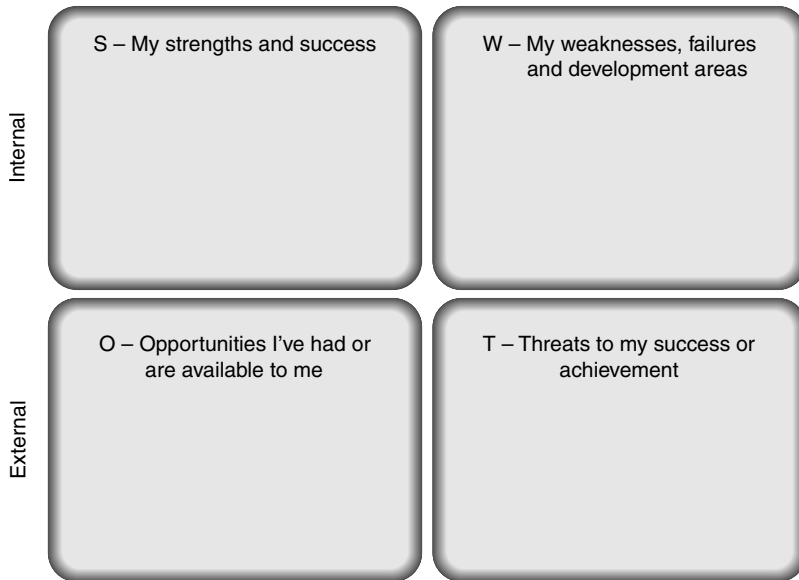 Internal
S – My strengths and success
W – My weaknesses, failures
and development areas
External
O – Opportunities I've had or
are available to me
T – Threats to my success or
achievement